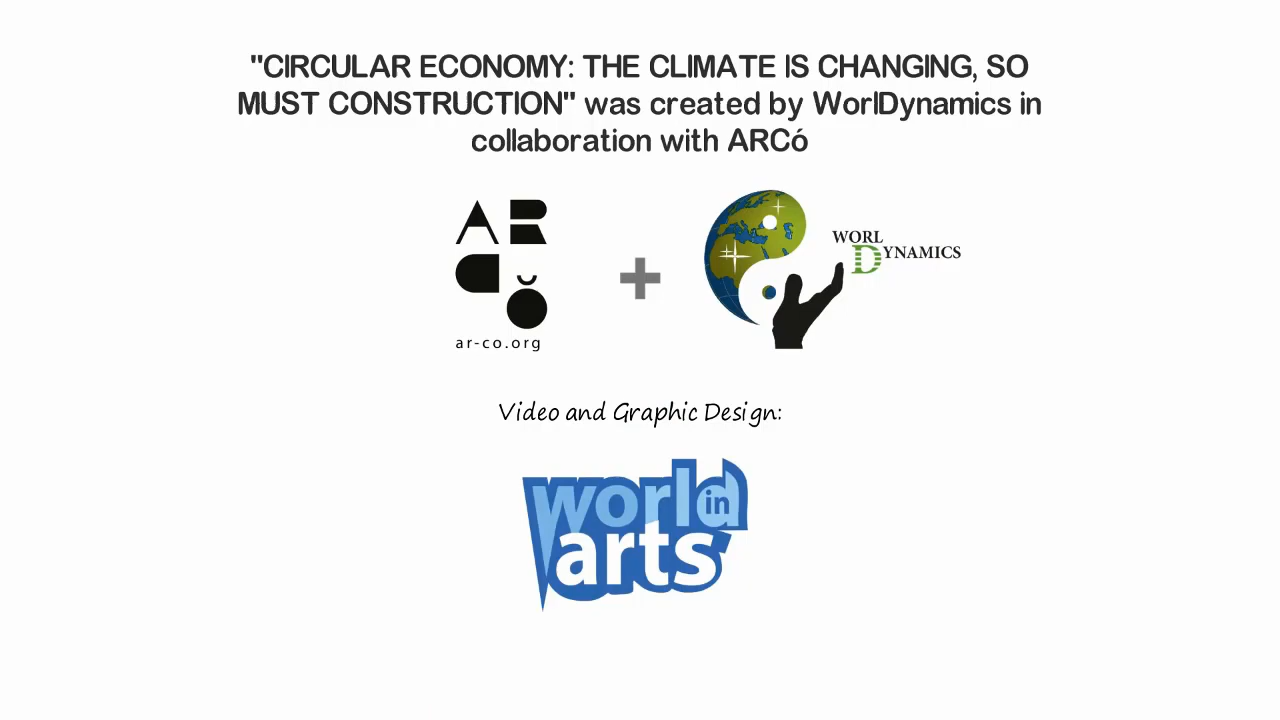 "CIRCULAR ECONOMY: THE CLIMATE IS CHANGING, SO
MUST CONSTRUCTION" was created by WorlDynamics in
collaboration with ARCó
AR
CŎ
ar-co.org
+
WORL
DYNAMICS
Video and Graphic Design:
world in
arts